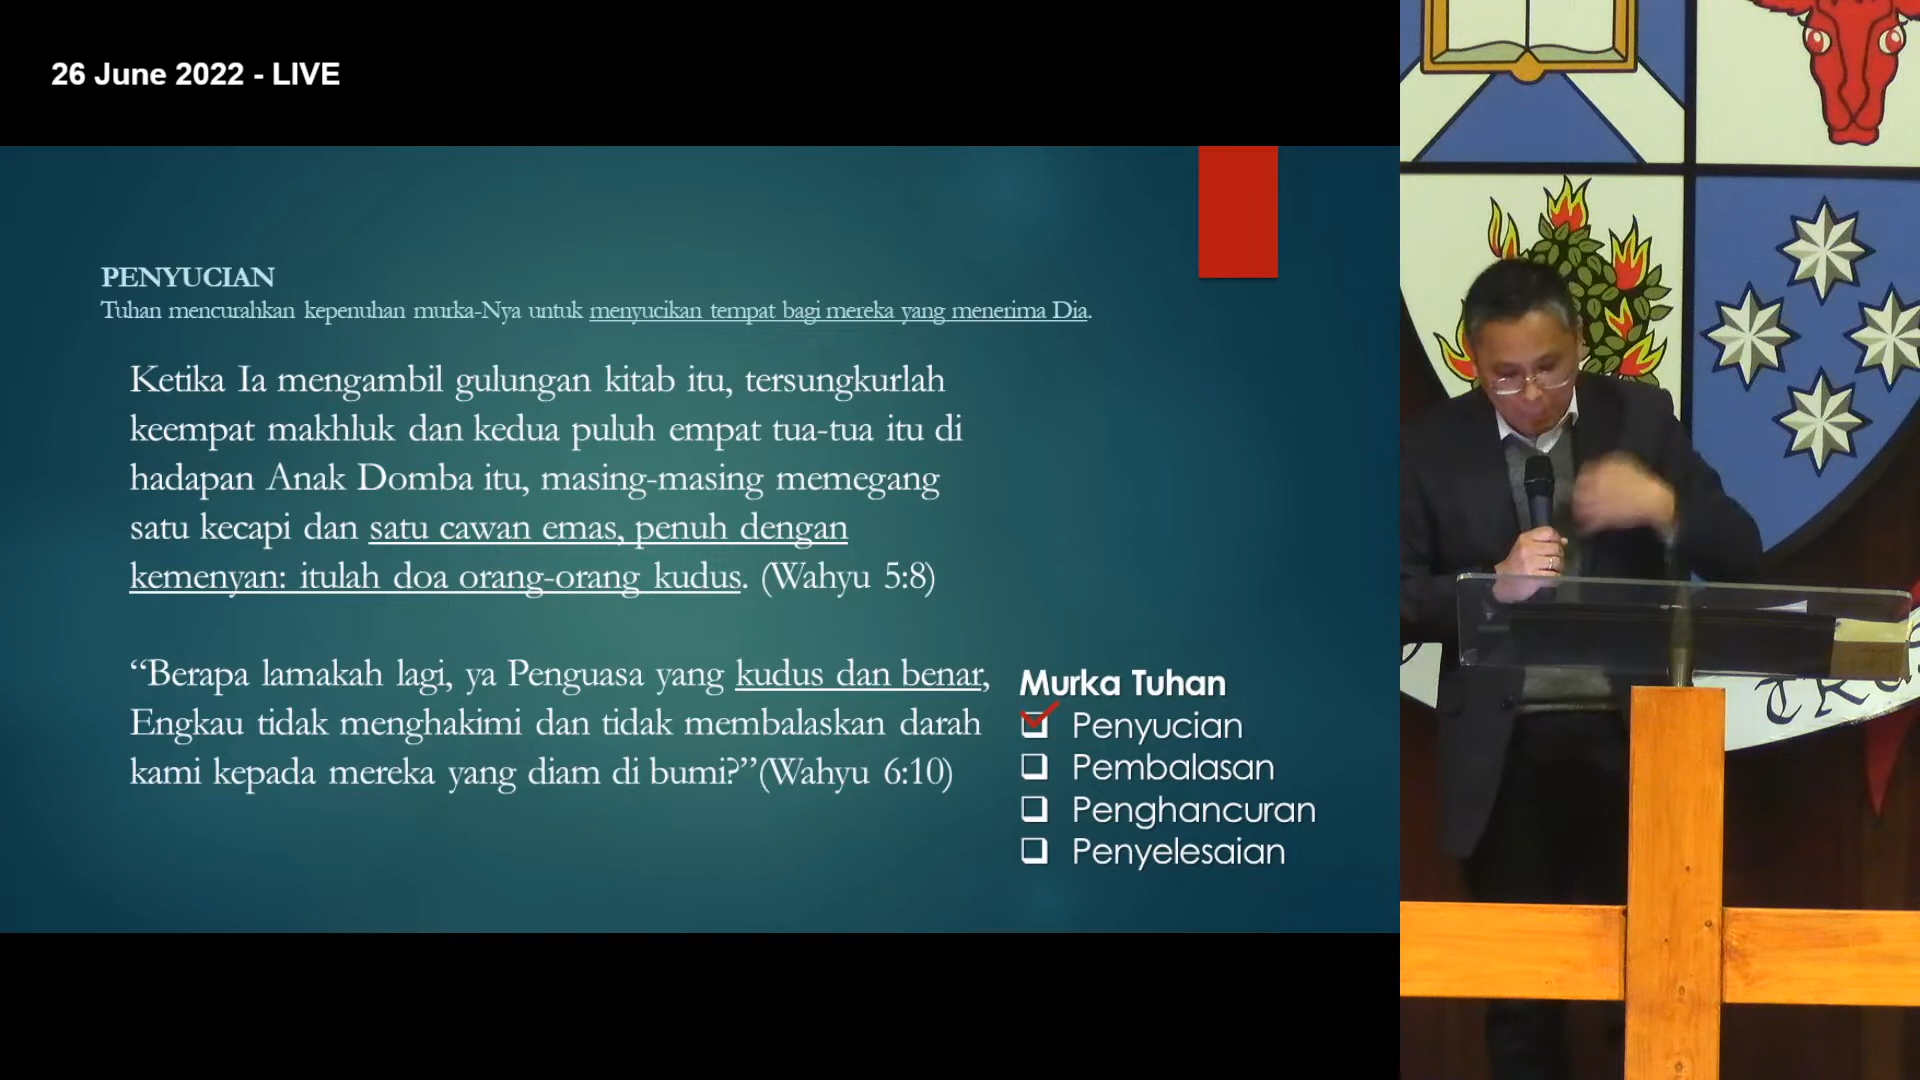 26 June 2022 - LIVE
PENYUCIAN
Tuhan mencurahkan kepenuhan murka-Nya untuk menyucikan tempat bagi mereka yang menerima Dia.
Ketika Ia mengambil gulungan kitab itu, tersungkurlah
keempat makhluk dan kedua puluh empat tua-tua itu di
hadapan Anak Domba itu, masing-masing memegang
satu kecapi dan satu cawan emas, penuh dengan
kemenyan: itulah doa orang-orang kudus. (Wahyu 5:8)
“Berapa lamakah lagi, ya Penguasa yang kudus dan benar,
Engkau tidak menghakimi dan tidak membalaskan darah
kami kepada mereka yang diam di bumi?”(Wahyu 6:10)
Murka Tuhan
Penyucian
Pembalasan
Penghancuran
Penyelesaian